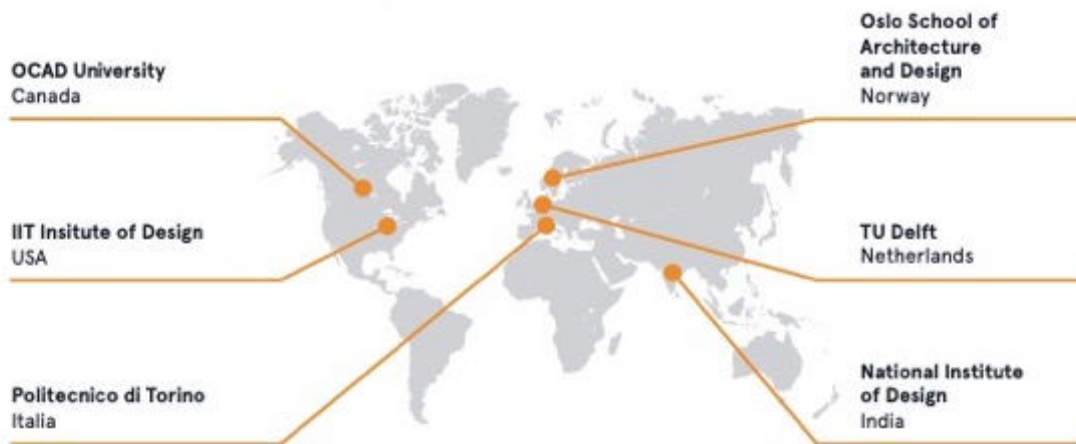 OCAD University
Canada
IIT Insitute of Design
USA
Politecnico di Torino
Italia
Oslo School of
Architecture
and Design
Norway
TU Delft
Netherlands
National Institute
of Design
India